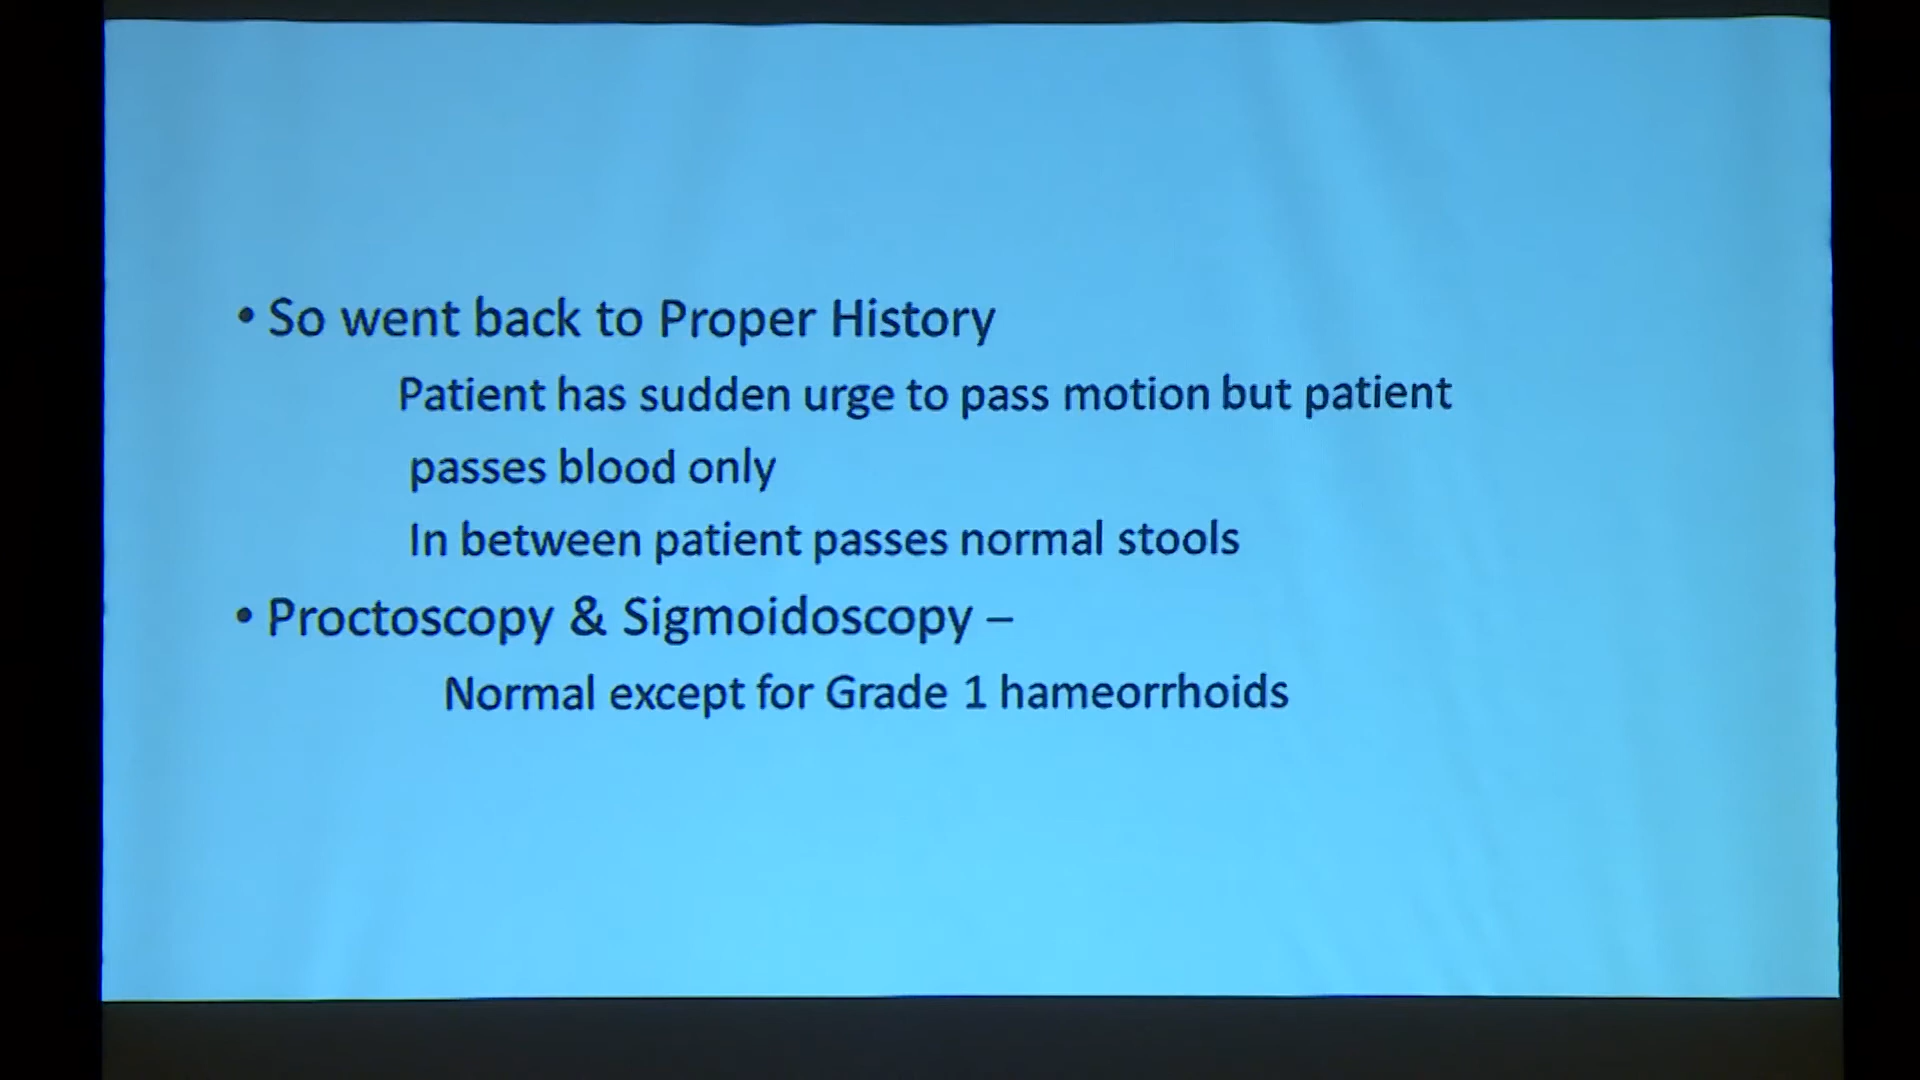 • So went back to Proper History
Patient has sudden urge to pass motion but patient
passes blood only
In between patient passes normal stools
• Proctoscopy & Sigmoidoscopy –
Normal except for Grade 1 hameorrhoids